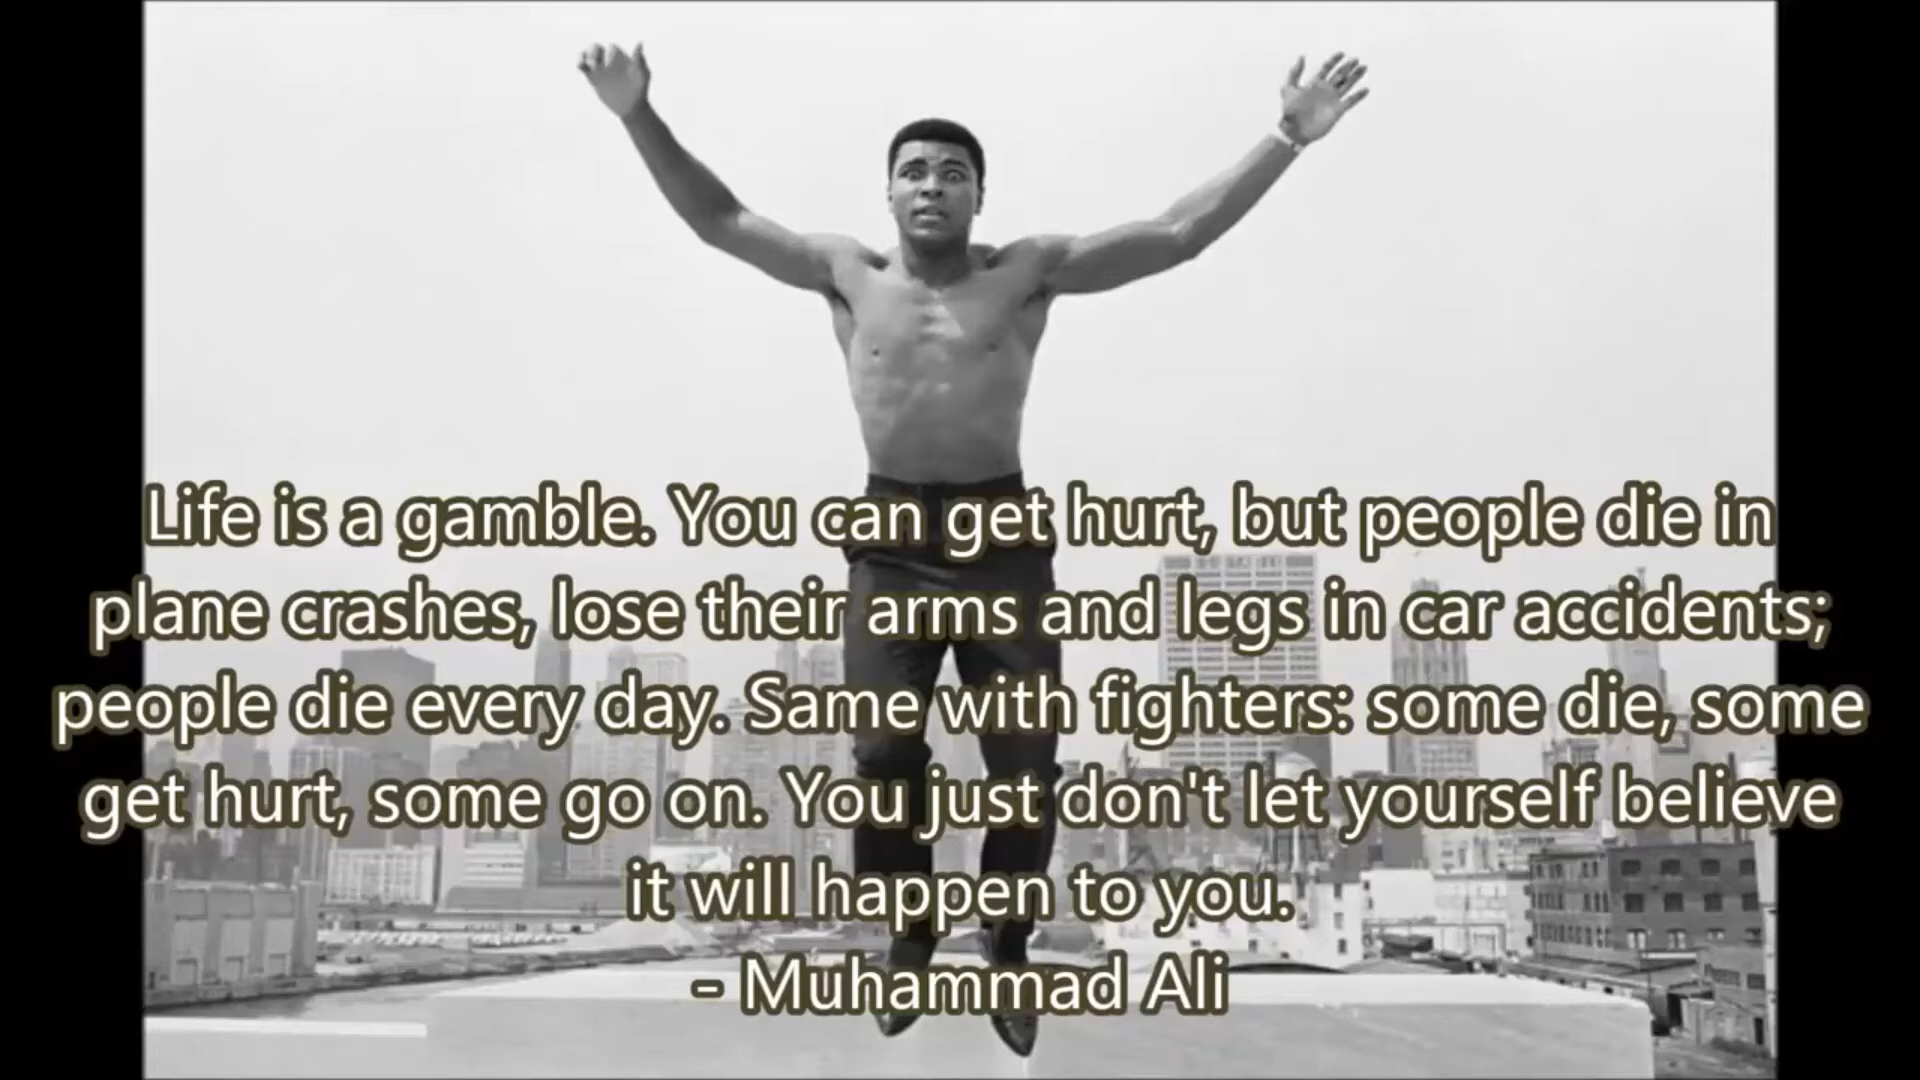 Life is a gamble. You can get hurt, but people die in
plane crashes, lose their arms and legs in car accidents;
people die every day. Same with fighters: some die, some
get hurt, some go on. You just don't let yourself believe
it will happen to you.
- Muhammad Ali